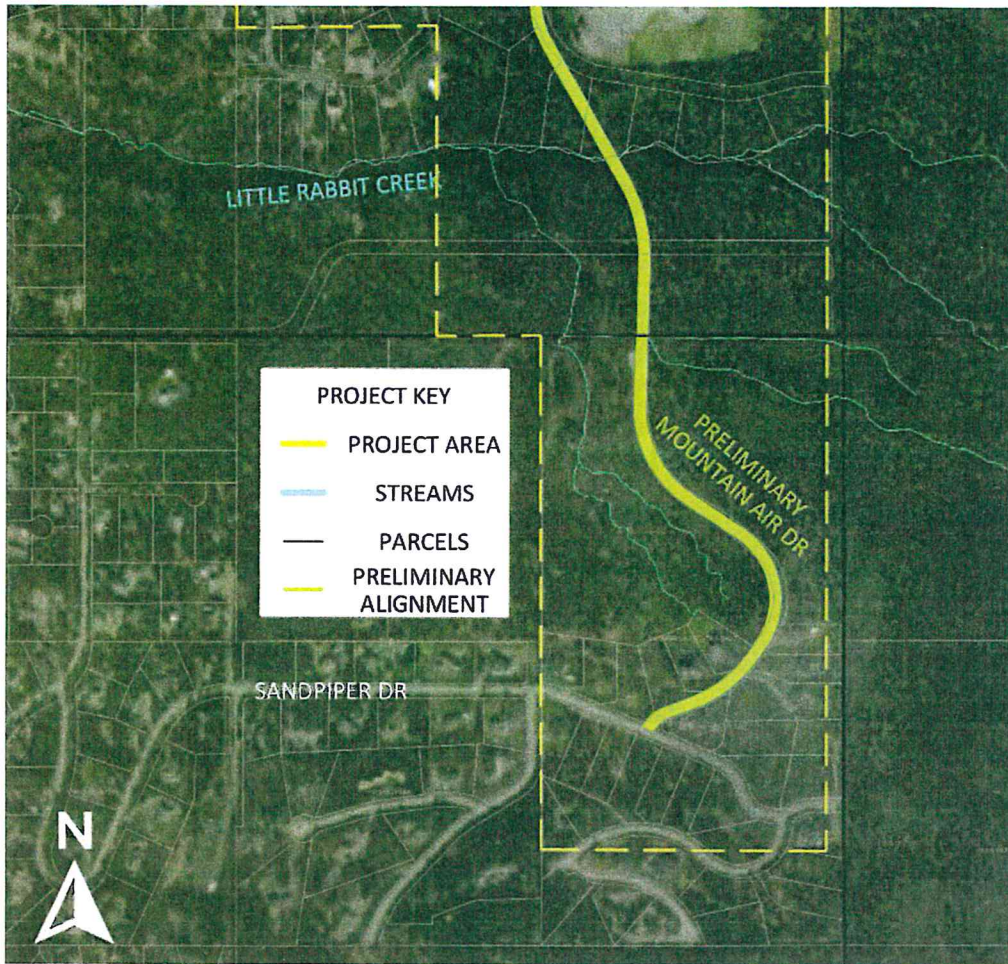 LITTLE RABBIT CREEK
PROJECT KEY
PROJECT AREA
STREAMS
PARCELS
PRELIMINARY
ALIGNMENT
PRELIMINARY
MOUNTAIN AIR DR
SANDPIPER DR
N